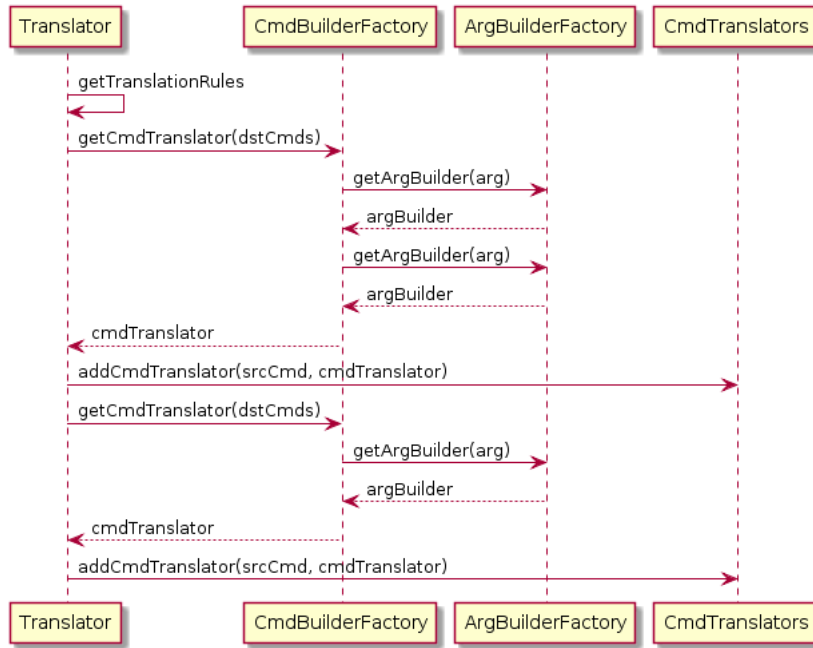 Translator
CmdBuilderFactory
ArgBuilderFactory
CmdTranslators
getTranslationRules
getCmdTranslator(dstCmds)
getArgBuilder(arg)
argBuilder
getArgBuilder(arg)
argBuilder
cmdTranslator
addCmdTranslator(srcCmd, cmdTranslator)
getCmdTranslator(dstCmds)
getArgBuilder(arg)
argBuilder
cmdTranslator
addCmdTranslator(srcCmd, cmdTranslator)
Translator
CmdBuilderFactory
ArgBuilderFactory
CmdTranslators